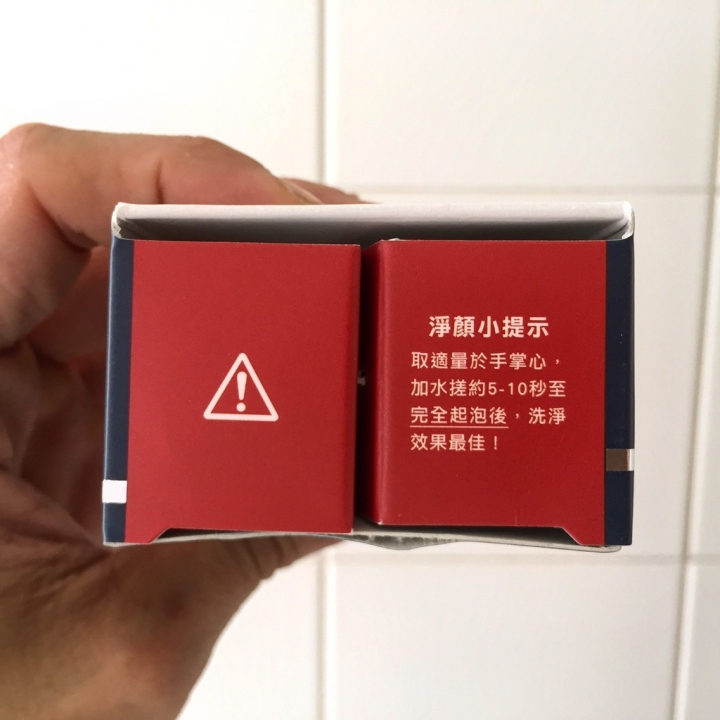 淨顏小提示
取適量於手掌心，
加水搓約5-10秒至
完全起泡後，洗淨
效果最佳！